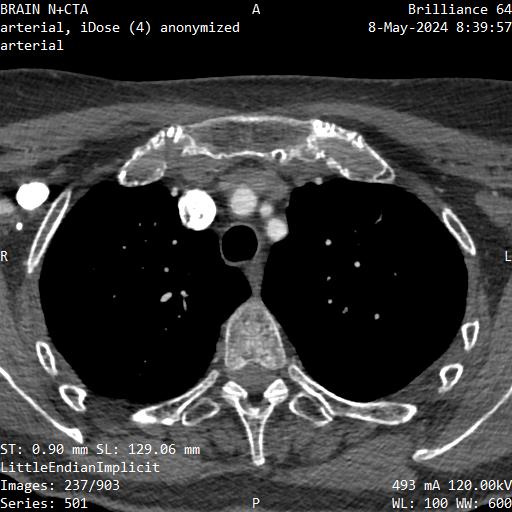 BRAIN N+CTA
A
Brilliance 64
arterial, iDose (4) anonymized
8-May-2024 8:39:57
arterial
R
L
ST: 0.90 mm SL: 129.06 mm
LittleEndianImplicit
Images: 237/903
493 mA 120.00kV
Series: 501
P
WL: 100 WW: 600